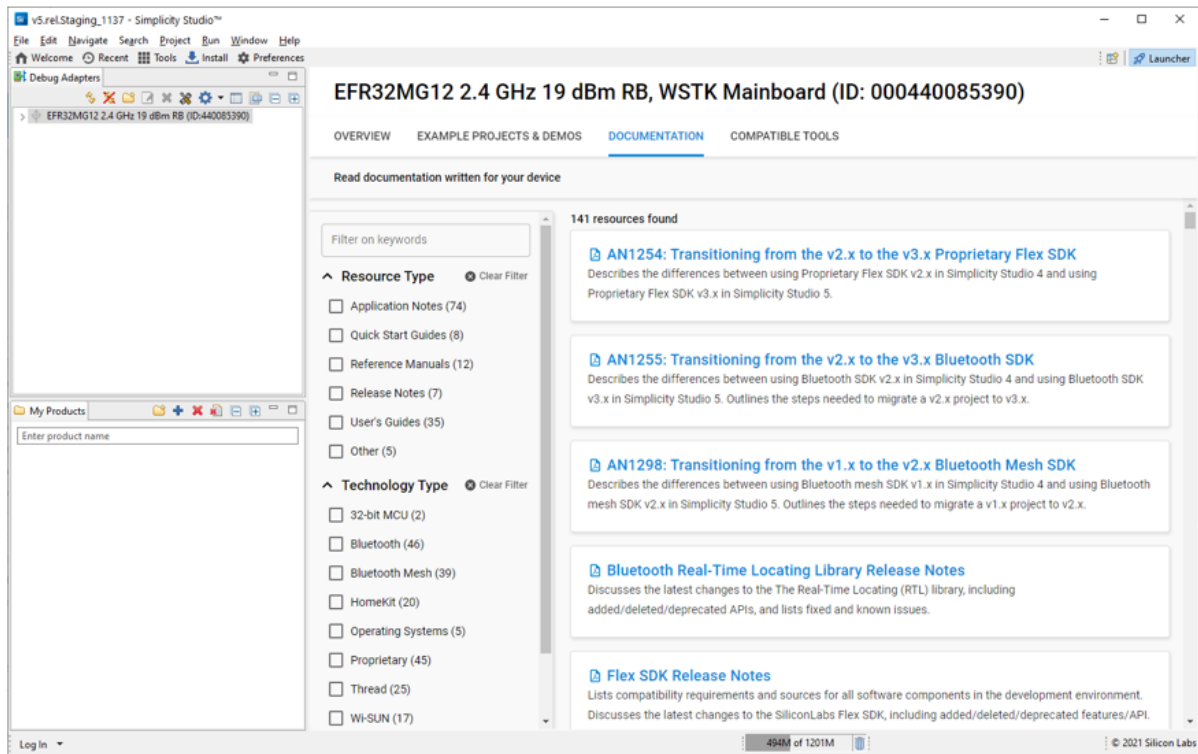 v5.rel.Staging_1137 - Simplicity Studio™
File Edit Navigate Search Project Run Window Help
Welcome Recent Tools Install Preferences
Launcher
Debug Adapters
EFR32MG12 2.4 GHz 19 dBm RB (ID:440085390)
My Products
Enter product name
EFR32MG12 2.4 GHz 19 dBm RB, WSTK Mainboard (ID: 000440085390)
OVERVIEW EXAMPLE PROJECTS & DEMOS DOCUMENTATION COMPATIBLE TOOLS
Read documentation written for your device
Filter on keywords
Resource Type Clear Filter
Application Notes (74)
Quick Start Guides (8)
Reference Manuals (12)
Release Notes (7)
User's Guides (35)
Other (5)
Technology Type Clear Filter
32-bit MCU (2)
Bluetooth (46)
Bluetooth Mesh (39)
HomeKit (20)
Operating Systems (5)
Proprietary (45)
Thread (25)
Wi-SUN (17)
141 resources found
AN1254: Transitioning from the v2.x to the v3.x Proprietary Flex SDK
Describes the differences between using Proprietary Flex SDK v2.x in Simplicity Studio 4 and using
Proprietary Flex SDK v3.x in Simplicity Studio 5.
AN1255: Transitioning from the v2.x to the v3.x Bluetooth SDK
Describes the differences between using Bluetooth SDK v2.x in Simplicity Studio 4 and using Bluetooth SDK
v3.x in Simplicity Studio 5. Outlines the steps needed to migrate a v2.x project to v3.x.
AN1298: Transitioning from the v1.x to the v2.x Bluetooth Mesh SDK
Describes the differences between using Bluetooth mesh SDK v1.x in Simplicity Studio 4 and using Bluetooth
mesh SDK v2.x in Simplicity Studio 5. Outlines the steps needed to migrate a v1.x project to v2.x.
Bluetooth Real-Time Locating Library Release Notes
Discusses the latest changes to the The Real-Time Locating (RTL) library, including
added/deleted/deprecated APIs, and lists fixed and known issues.
Flex SDK Release Notes
Lists compatibility requirements and sources for all software components in the development environment.
Discusses the latest changes to the SiliconLabs Flex SDK, including added/deleted/deprecated features/API.
Log In
494M of 1201M
© 2021 Silicon Labs